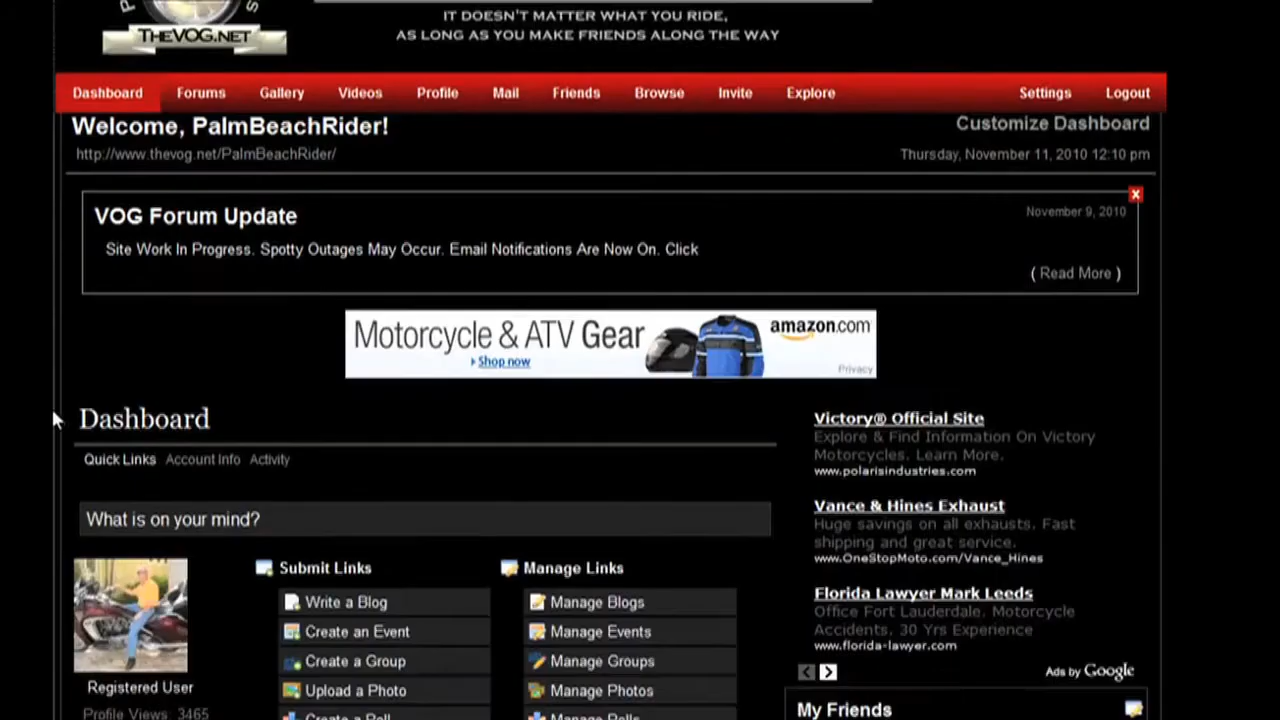 THEVOG.NET
IT DOESN'T MATTER WHAT YOU RIDE,
AS LONG AS YOU MAKE FRIENDS ALONG THE WAY
Dashboard Forums Gallery Videos Profile Mail Friends Browse Invite Explore Settings Logout
Welcome, PalmBeachRider!
Customize Dashboard
http://www.thevog.net/PalmBeachRider/
Thursday, November 11, 2010 12:10 pm
VOG Forum Update
November 9, 2010
Site Work In Progress. Spotty Outages May Occur. Email Notifications Are Now On. Click
( Read More )
Motorcycle & ATV Gear
Shop now
amazon.com
Privacy
Dashboard
Quick Links Account Info Activity
What is on your mind?
Registered User
Profile Views: 3465
Submit Links
Write a Blog
Create an Event
Create a Group
Upload a Photo
Create a Poll
Manage Links
Manage Blogs
Manage Events
Manage Groups
Manage Photos
Manage Polls
Victory® Official Site
Explore & Find Information On Victory
Motorcycles. Learn More.
www.polarisindustries.com
Vance & Hines Exhaust
Huge savings on all exhausts. Fast
shipping and great service.
www.OneStopMoto.com/Vance_Hines
Florida Lawyer Mark Leeds
Office Fort Lauderdale. Motorcycle
Accidents. 30 Yrs Experience
www.florida-lawyer.com
Ads by Google
My Friends